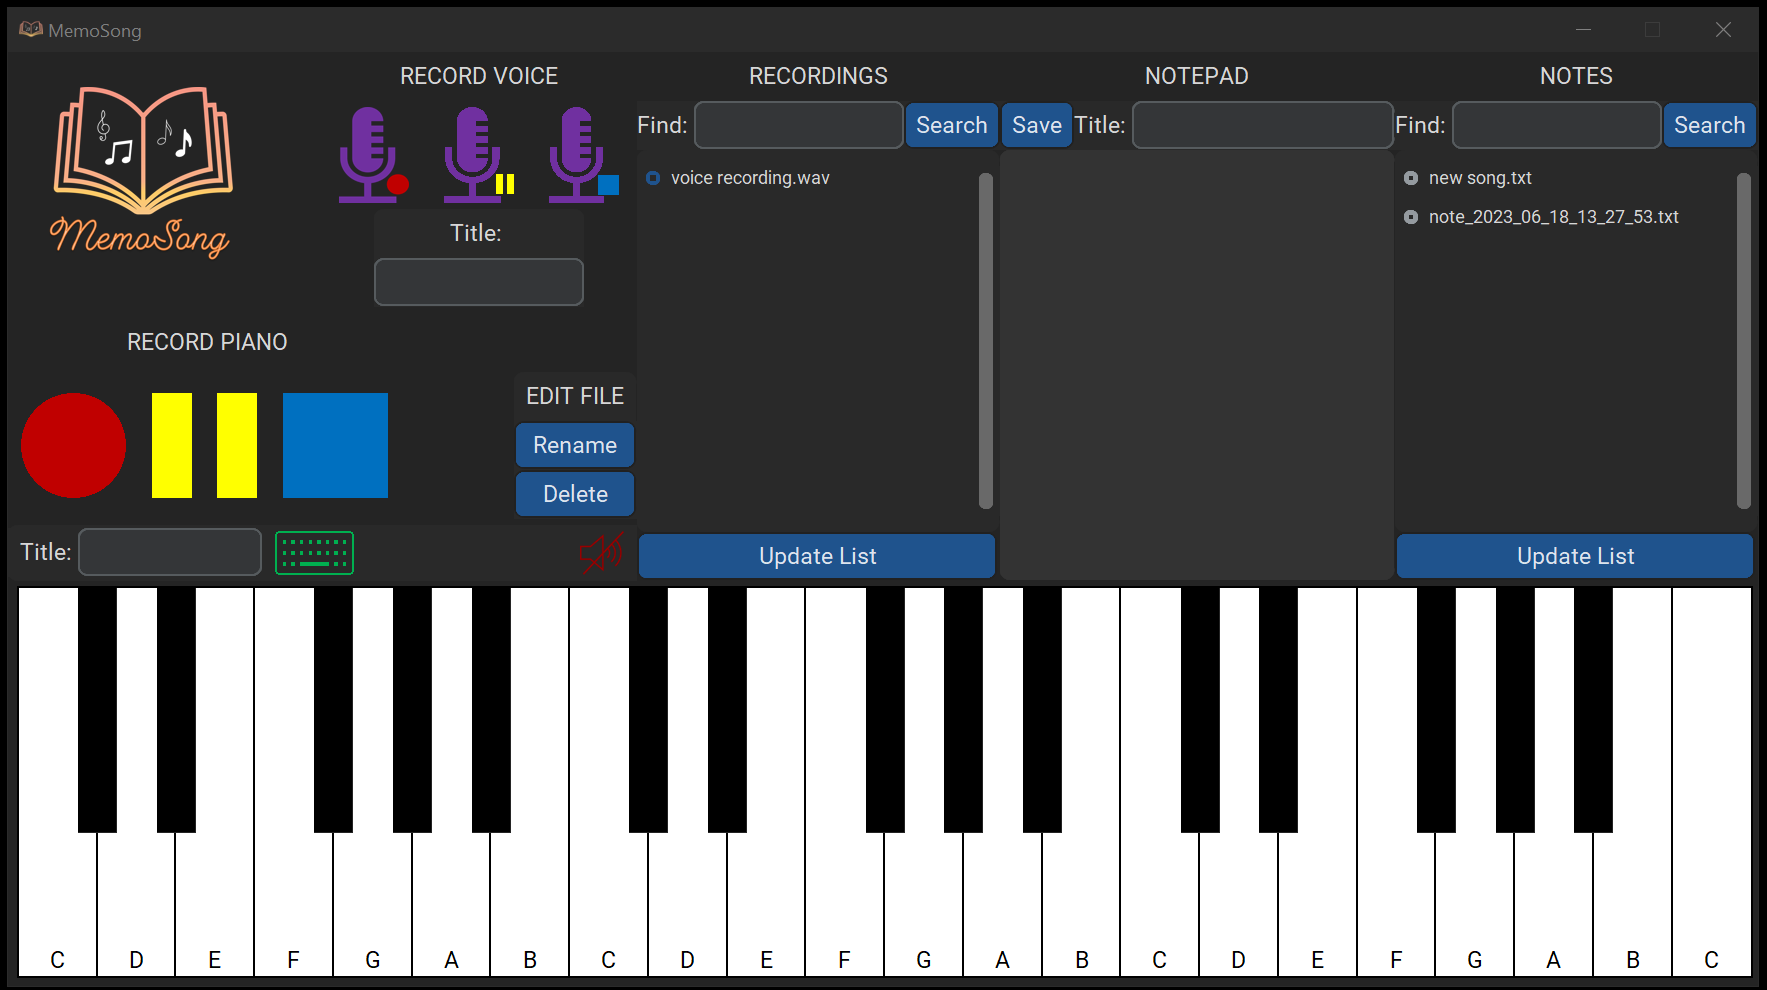 MemoSong
MemoSong
RECORD VOICE
Title:
RECORD PIANO
EDIT FILE
Rename
Delete
Title:
RECORDINGS
Find: Search
voice recording.wav
Update List
NOTEPAD
Save Title:
NOTES
Find: Search
new song.txt
note_2023_06_18_13_27_53.txt
Update List
C D E F G A B C D E F G A B C D E F G A B C